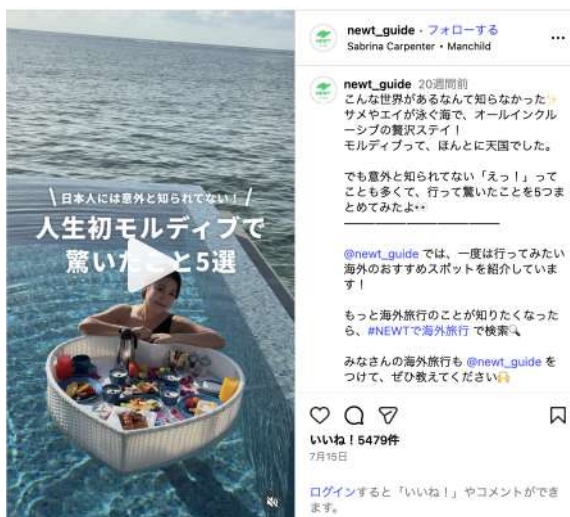 \ 日本人には意外と知られてない！ /
人生初モルディブで
驚いたこと5選
newt_guide・フォローする
Sabrina Carpenter・Manchild
newt_guide 20週間前
こんな世界があるなんて知らなかった✨
サメやエイが泳ぐ海で、オールインクル
ーシブの贅沢ステイ！
モルディブって、ほんとに天国でした。
でも意外と知られてない「えっ！」って
ことも多くて、行って驚いたことを5つま
とめてみたよ👀
@newt_guide では、一度は行ってみたい
海外のおすすめスポットを紹介していま
す！
もっと海外旅行のことが知りたくなった
ら、#NEWTで海外旅行 で検索🔍
みなさんの海外旅行も @newt_guide を
つけて、ぜひ教えてください🙌
いいね！5479件
7月15日
ログインすると「いいね！」やコメントができ
ます。